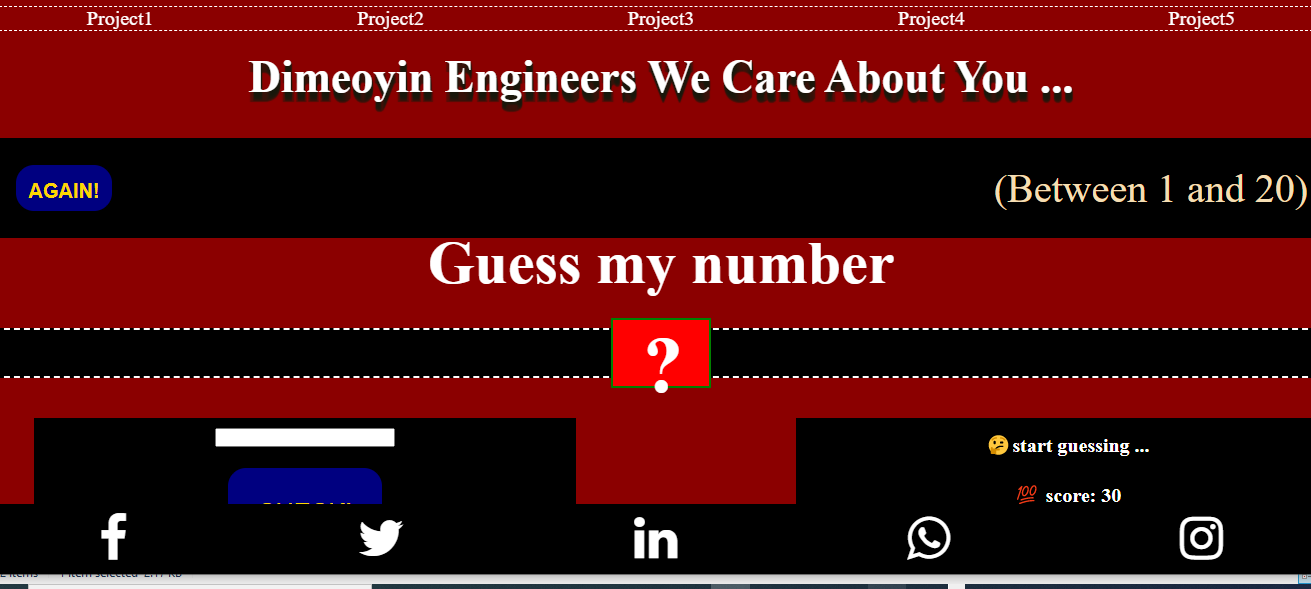 Project1 Project2 Project3 Project4 Project5
Dimeoyin Engineers We Care About You ...
AGAIN! (Between 1 and 20)
Guess my number
?
🤔 start guessing ...
💯 score: 30